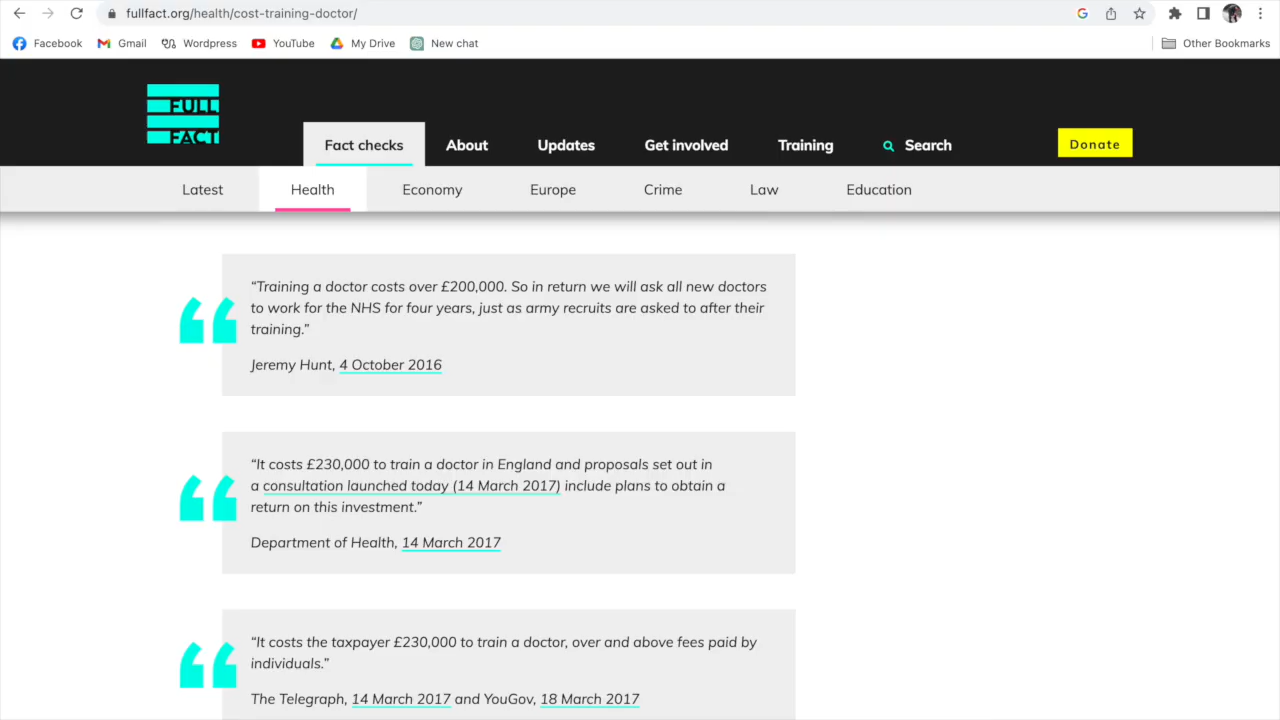 fullfact.org/health/cost-training-doctor/
Facebook
Gmail
Wordpress
YouTube
My Drive
New chat
Other Bookmarks
FULL
FACT
Fact checks
About
Updates
Get involved
Training
Search
Donate
Latest
Health
Economy
Europe
Crime
Law
Education
“Training a doctor costs over £200,000. So in return we will ask all new doctors
to work for the NHS for four years, just as army recruits are asked to after their
training.”
Jeremy Hunt, 4 October 2016
“It costs £230,000 to train a doctor in England and proposals set out in
a consultation launched today (14 March 2017) include plans to obtain a
return on this investment.”
Department of Health, 14 March 2017
“It costs the taxpayer £230,000 to train a doctor, over and above fees paid by
individuals.”
The Telegraph, 14 March 2017 and YouGov, 18 March 2017